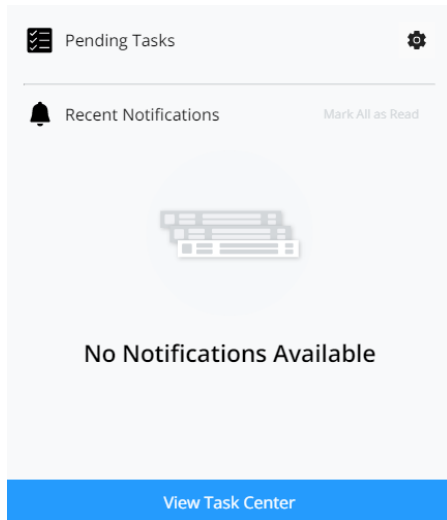 Pending Tasks
Recent Notifications Mark All as Read
No Notifications Available
View Task Center